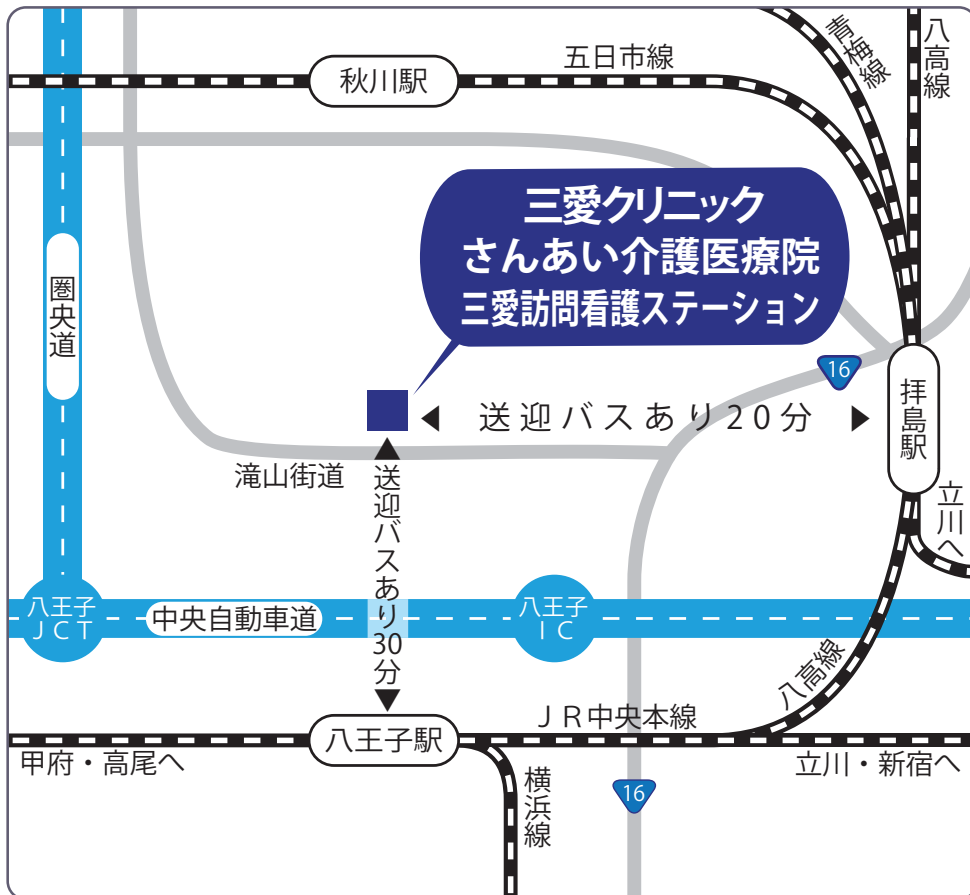 五日市線
青梅線
八高線
秋川駅
三愛クリニック
さんあい介護医療院
三愛訪問看護ステーション
圏央道
16
拝島駅
送迎バスあり20分
滝山街道
送迎バスあり30分
立川へ
八王子
JCT
中央自動車道
八王子
IC
八高線
JR中央本線
八王子駅
甲府・高尾へ
立川・新宿へ
横浜線
16